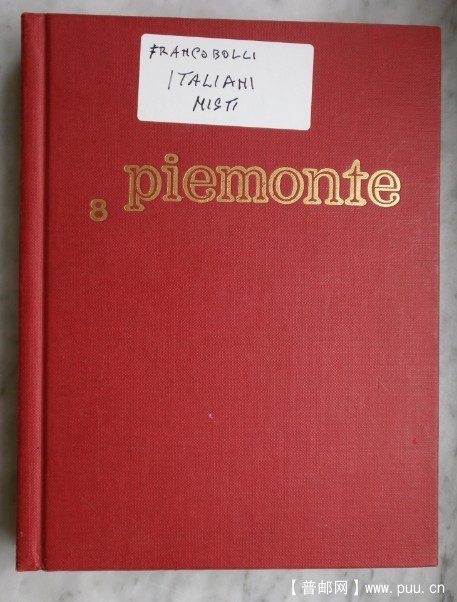 FRANCOBOLLI
ITALIANI
MISTI
8 piemonte
【普邮网】www.puu.cn